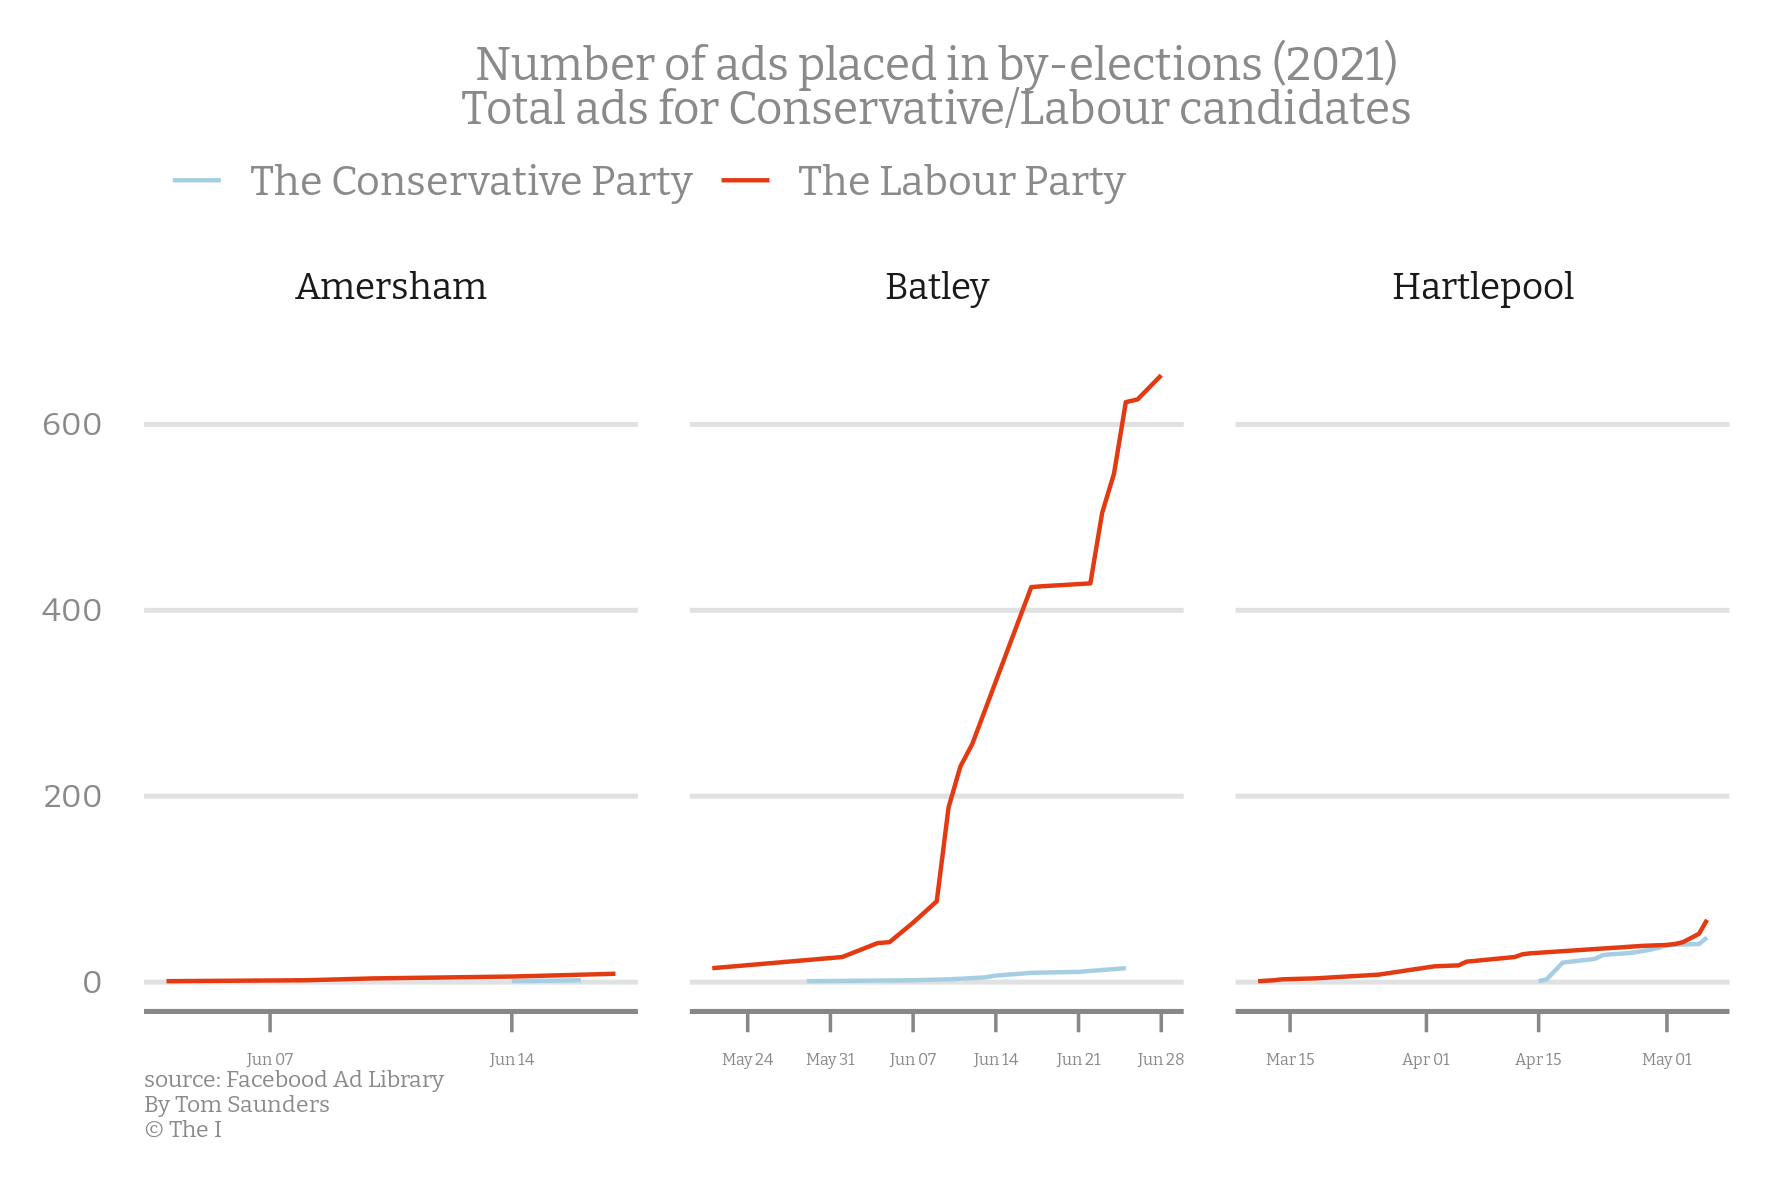 Number of ads placed in by-elections (2021)
Total ads for Conservative/Labour candidates
The Conservative Party The Labour Party
Amersham Batley Hartlepool
600
400
200
0
Jun 07 Jun 14 May 24 May 31 Jun 07 Jun 14 Jun 21 Jun 28 Mar 15 Apr 01 Apr 15 May 01
source: Facebood Ad Library
By Tom Saunders
© The I